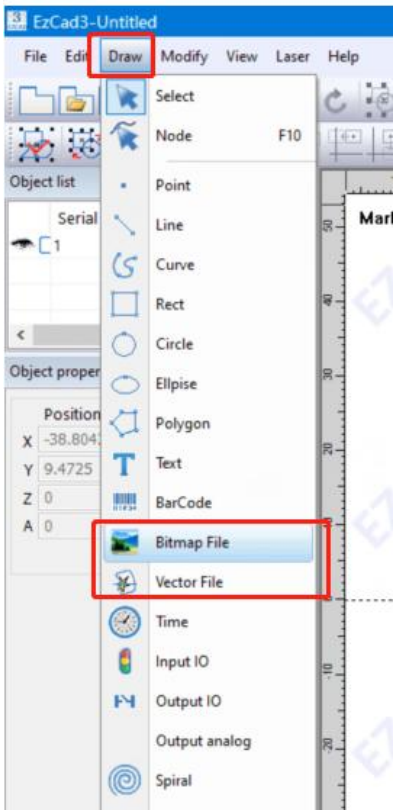 EzCad3-Untitled
File Edit Draw Modify View Laser Help
Select
Node F10
Object list
Point
Serial
Line
1
Curve
Rect
Circle
Object proper
Ellpise
Position
Polygon
X -38.804
Text
Y 9.4725
Z 0
BarCode
A 0
Bitmap File
Vector File
Time
Input IO
Output IO
Output analog
Spiral
Mark